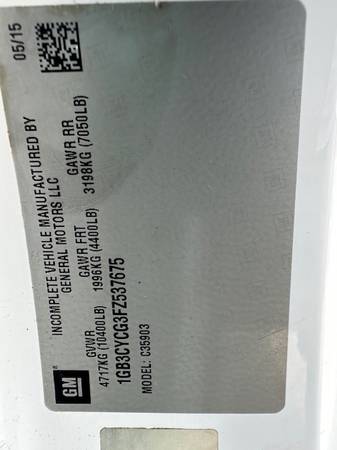 05/15
INCOMPLETE VEHICLE MANUFACTURED BY
GENERAL MOTORS LLC
GVWR GAWR FRT GAWR RR
4717KG (10400LB) 1996KG (4400LB) 3198KG (7050LB)
GM ®
1GB3CYCG3FZ537675
MODEL: C35903